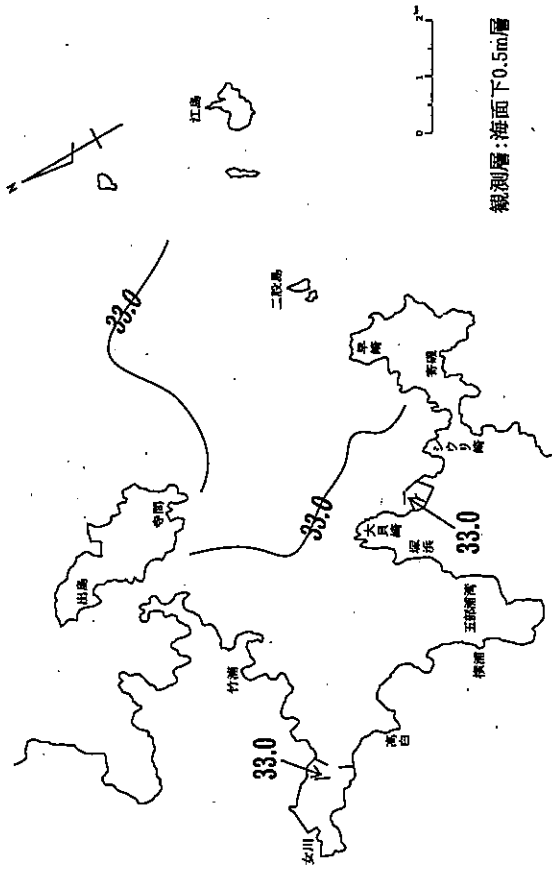 N
江島
0 1 2km
観測層:海面下0.5m層
33.0
二股島
早崎
寄磯
シウリ崎
寺間
出島
33.0
大貝崎
塚浜
33.0
五部浦湾
横浦
竹浦
高白
33.0
女川